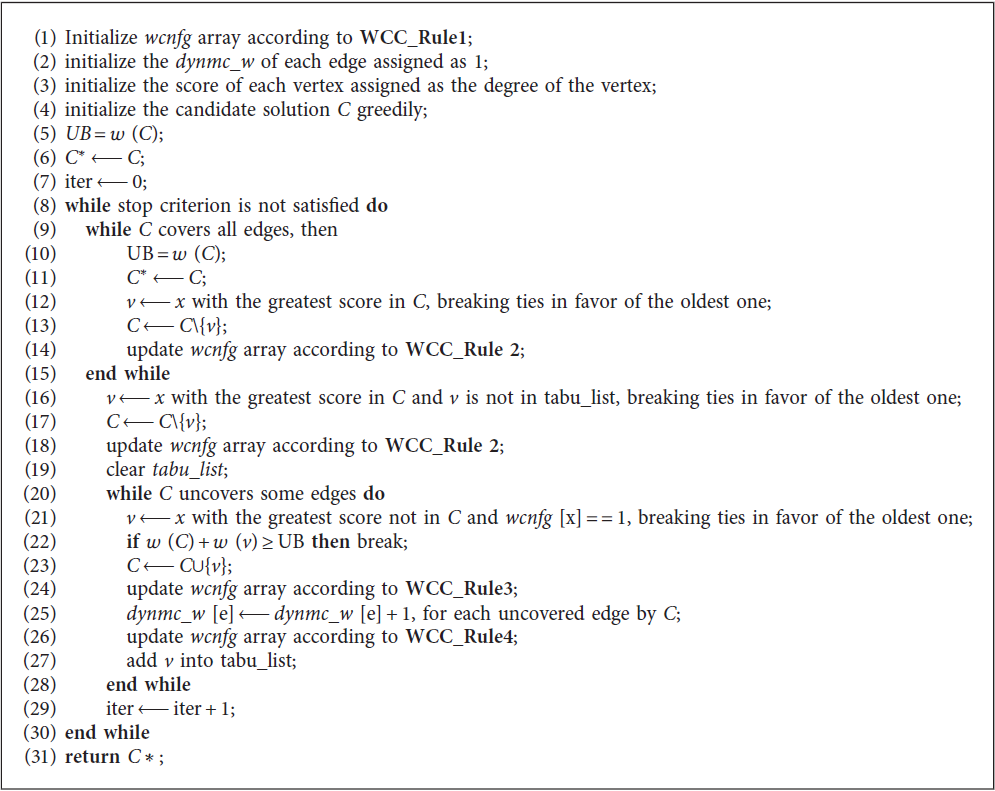 (1) Initialize wcnfg array according to WCC_Rule1;
(2) initialize the dynmc_w of each edge assigned as 1;
(3) initialize the score of each vertex assigned as the degree of the vertex;
(4) initialize the candidate solution C greedily;
(5) UB = w (C);
(6) C* ⟵ C;
(7) iter ⟵ 0;
(8) while stop criterion is not satisfied do
(9) while C covers all edges, then
(10) UB = w (C);
(11) C* ⟵ C;
(12) v ⟵ x with the greatest score in C, breaking ties in favor of the oldest one;
(13) C ⟵ C\{v};
(14) update wcnfg array according to WCC_Rule 2;
(15) end while
(16) v ⟵ x with the greatest score in C and v is not in tabu_list, breaking ties in favor of the oldest one;
(17) C ⟵ C\{v};
(18) update wcnfg array according to WCC_Rule 2;
(19) clear tabu_list;
(20) while C uncovers some edges do
(21) v ⟵ x with the greatest score not in C and wcnfg [x] == 1, breaking ties in favor of the oldest one;
(22) if w (C) + w (v) ≥ UB then break;
(23) C ⟵ C∪{v};
(24) update wcnfg array according to WCC_Rule3;
(25) dynmc_w [e] ⟵ dynmc_w [e] + 1, for each uncovered edge by C;
(26) update wcnfg array according to WCC_Rule4;
(27) add v into tabu_list;
(28) end while
(29) iter ⟵ iter + 1;
(30) end while
(31) return C∗;